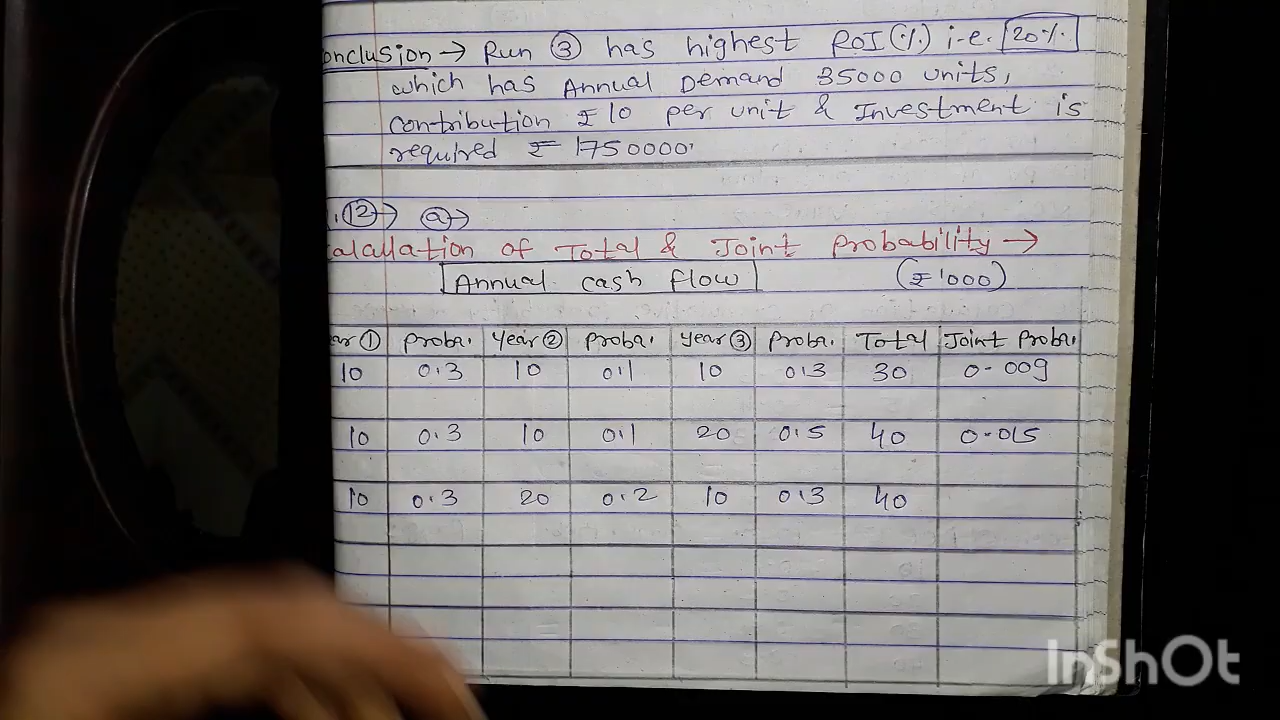 onclusion → Run ③ has highest ROI(%) i.e. 20%.
which has Annual Demand 35000 units,
contribution ₹10 per unit & Investment is
required ₹ 1750000.
. ⑫→ ⓐ→
alculation of Total & Joint Probability →
Annual cash flow (₹'000)
ar ① Proba. Year ② Proba. Year ③ Proba. Total Joint Proba.
10 0.3 10 0.1 10 0.3 30 0.009
10 0.3 10 0.1 20 0.5 40 0.015
10 0.3 20 0.2 10 0.3 40
InShOt